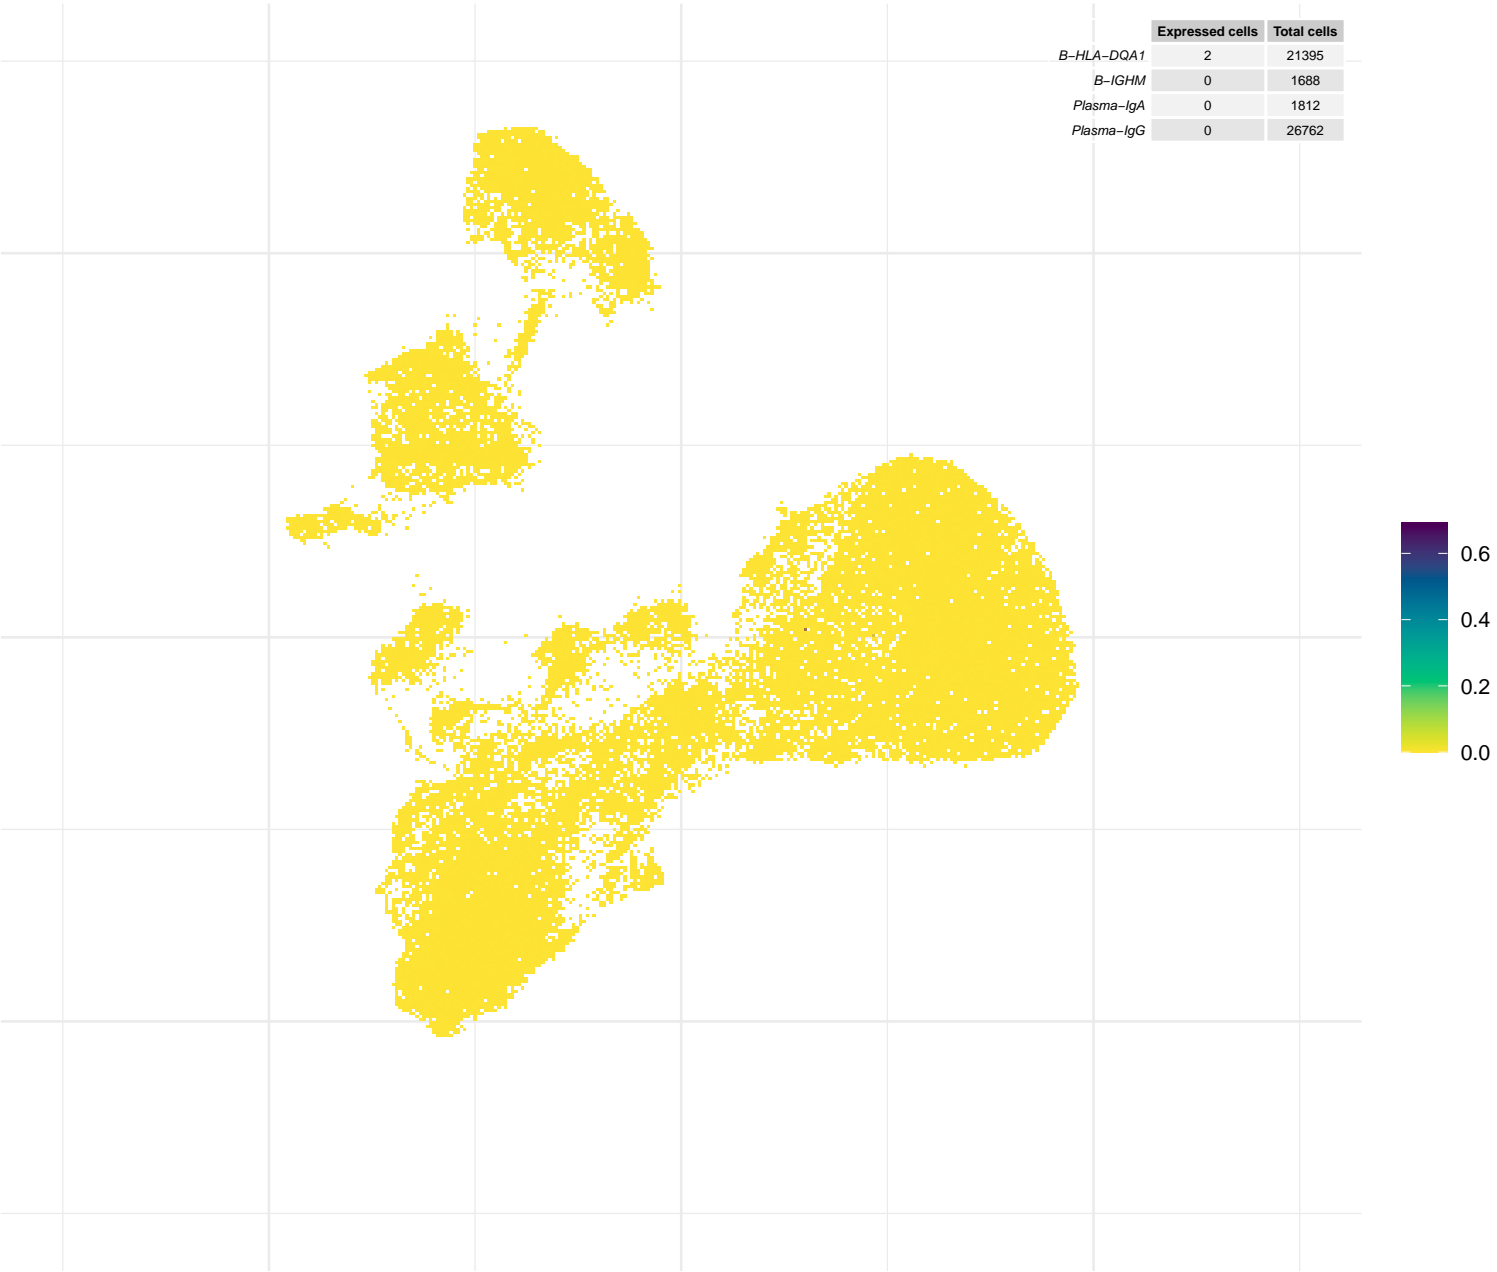 Expressed cells Total cells
B−HLA−DQA1 2 21395
B−IGHM 0 1688
Plasma−IgA 0 1812
Plasma−IgG 0 26762
0.6
0.4
0.2
0.0